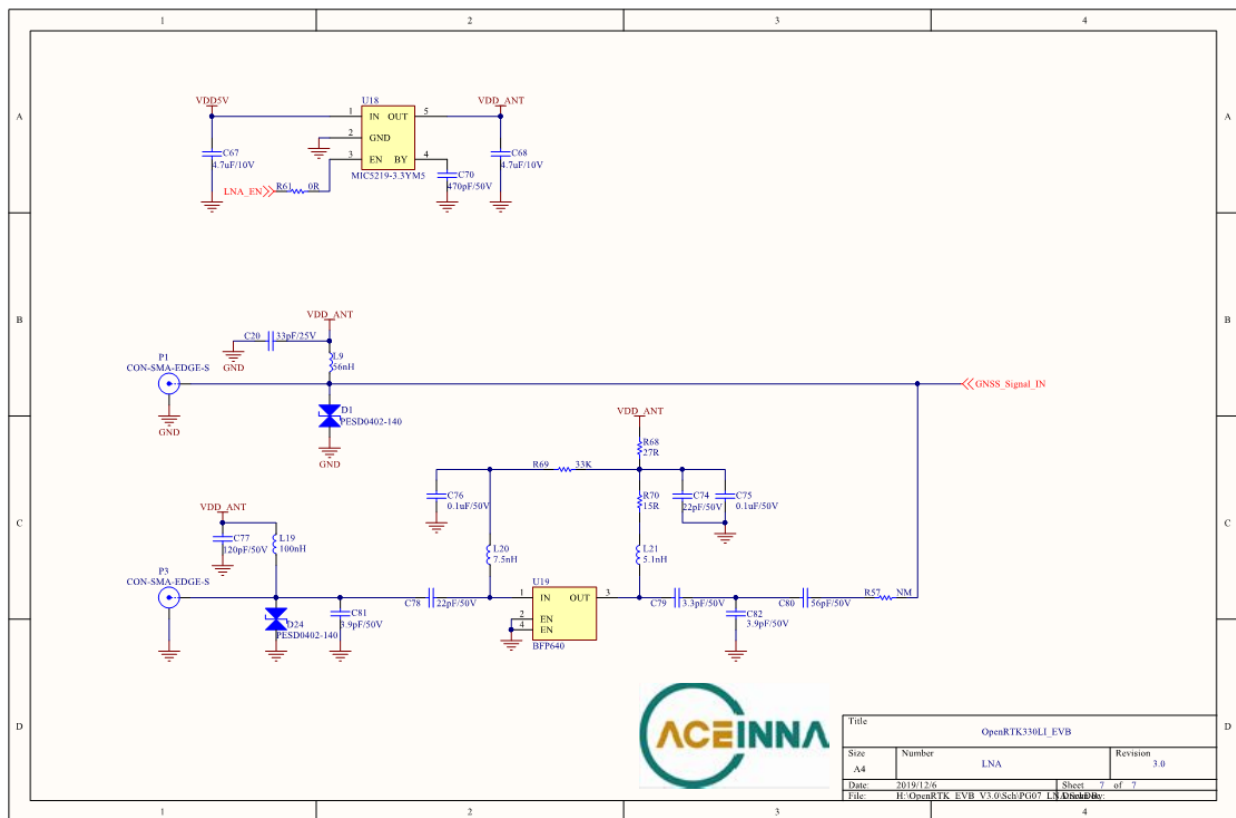 1 2 3 4
A A
VDD5V U18 VDD_ANT
1 IN OUT 5
2 GND
3 EN BY 4
C67 C68
4.7uF/10V 4.7uF/10V
MIC5219-3.3YM5
C70
470pF/50V
LNA_EN R61 0R
B B
VDD_ANT
C20 33pF/25V
GND
L9
56nH
P1
CON-SMA-EDGE-S
GND
D1
PESD0402-140
GND
GNSS_Signal_IN
VDD_ANT
R68
27R
R69 33K
C76
0.1uF/50V
R70
15R
C74
22pF/50V
C75
0.1uF/50V
C C
VDD_ANT
C77
120pF/50V
L19
100nH
L20
7.5nH
L21
5.1nH
P3
CON-SMA-EDGE-S
D24
PESD0402-140
C81
3.9pF/50V
C78 22pF/50V
U19
1 IN OUT 3
2 EN
4 EN
BFP640
C79 3.3pF/50V
C82
3.9pF/50V
C80 56pF/50V
R57 NM
D D
ACEINNA
Title
OpenRTK330LI_EVB
Size Number Revision
A4 LNA 3.0
Date: 2019/12/6 Sheet 7 of 7
File: H:\OpenRTK_EVB_V3.0\Sch\PG07_LNA
1 2 3 4